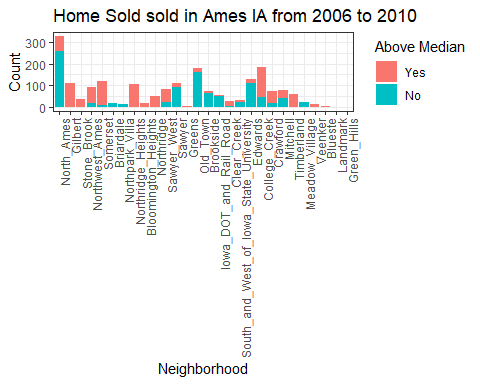 Home Sold sold in Ames IA from 2006 to 2010
Count
300
200
100
0
North_Ames
Gilbert
Stone_Brook
Northwest_Ames
Somerset
Briardale
Northpark_Villa
Northridge_Heights
Bloomington_Heights
Northridge
Sawyer_West
Sawyer
Greens
Old_Town
Brookside
Iowa_DOT_and_Rail_Road
Clear_Creek
South_and_West_of_Iowa_State_University
Edwards
College_Creek
Crawford
Mitchell
Timberland
Meadow_Village
Veenker
Blueste
Landmark
Green_Hills
Neighborhood
Above Median
Yes
No